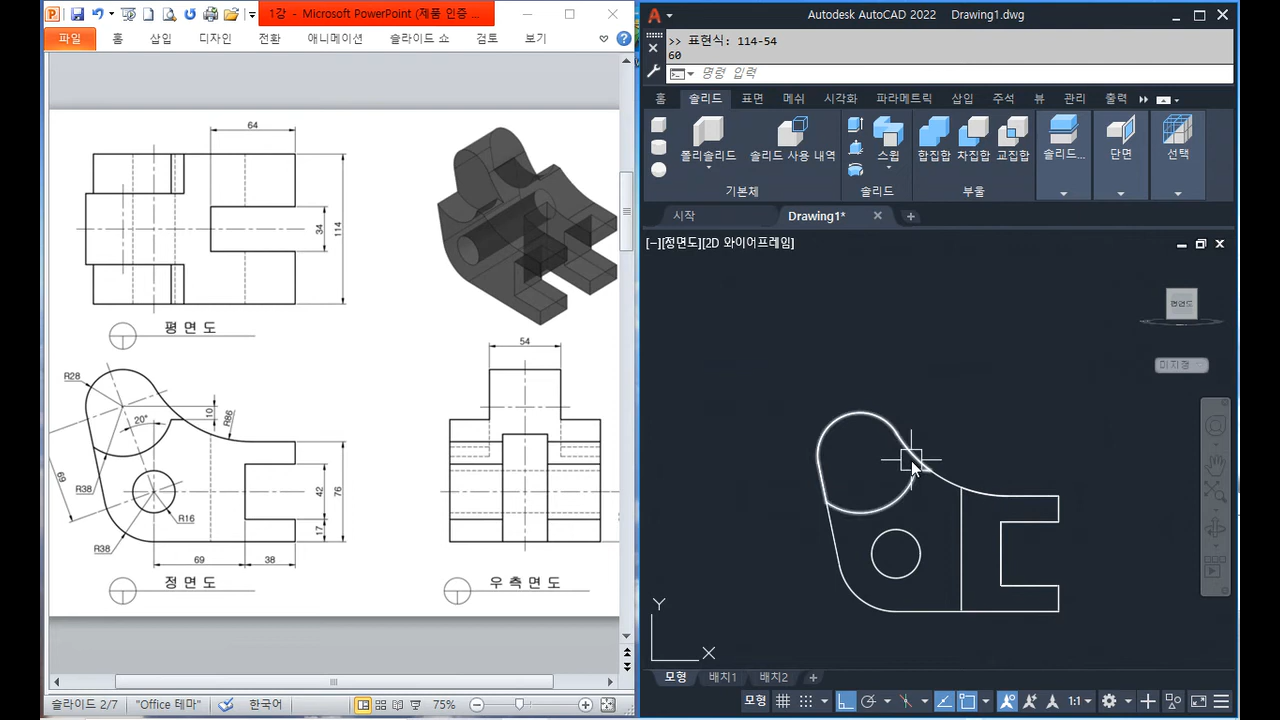 1강 - Microsoft PowerPoint (제품 인증 ...
파일 홈 삽입 디자인 전환 애니메이션 슬라이드 쇼 검토 보기
64
34
114
평 면 도
R28
20°
10
R86
69
R38
R16
R38
42
76
17
69
38
정 면 도
54
우 측 면 도
슬라이드 2/7 "Office 테마" 한국어 75%
Autodesk AutoCAD 2022 Drawing1.dwg
>> 표현식: 114-54
60
명령 입력
홈 솔리드 표면 메쉬 시각화 파라메트릭 삽입 주석 뷰 관리 출력
폴리솔리드 솔리드 사용 내역 스윕 합집합 차집합 교집합 솔리드... 단면 선택
기본체 솔리드 부울
시작 Drawing1*
[−][정면도][2D 와이어프레임]
평면도
미지정
Y
X
모형 배치1 배치2
모형 1:1